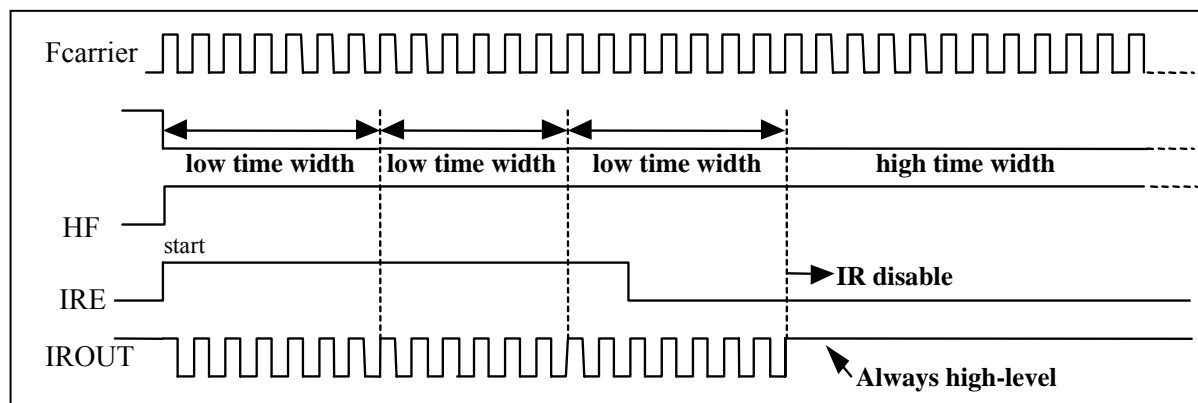 Fcarrier
low time width low time width low time width high time width
HF
start
IRE
IR disable
IROUT
Always high-level